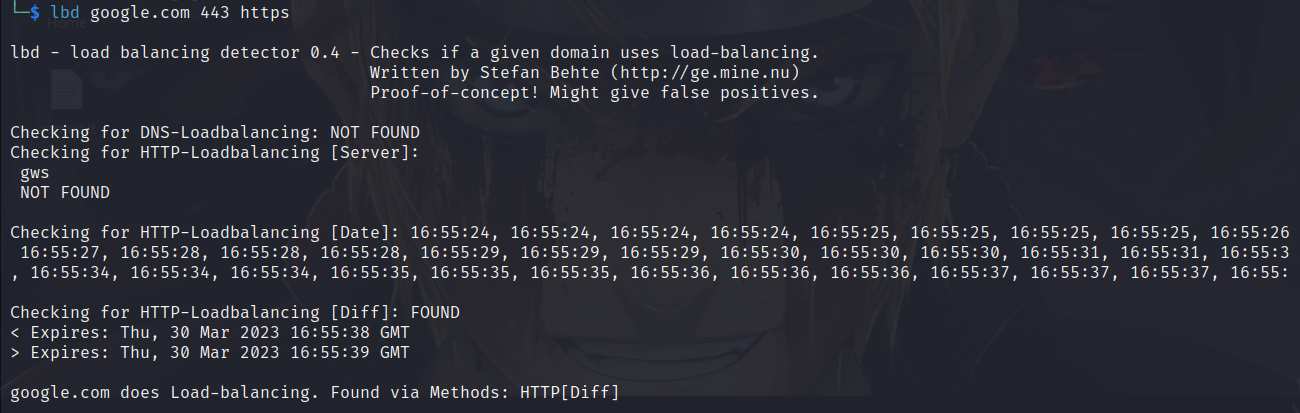 └─$ lbd google.com 443 https
Home
lbd - load balancing detector 0.4 - Checks if a given domain uses load-balancing.
Written by Stefan Behte (http://ge.mine.nu)
Proof-of-concept! Might give false positives.
Checking for DNS-Loadbalancing: NOT FOUND
Checking for HTTP-Loadbalancing [Server]:
gws
NOT FOUND
Checking for HTTP-Loadbalancing [Date]: 16:55:24, 16:55:24, 16:55:24, 16:55:24, 16:55:25, 16:55:25, 16:55:25, 16:55:25, 16:55:26
16:55:27, 16:55:28, 16:55:28, 16:55:28, 16:55:29, 16:55:29, 16:55:29, 16:55:30, 16:55:30, 16:55:30, 16:55:31, 16:55:31, 16:55:3
, 16:55:34, 16:55:34, 16:55:34, 16:55:35, 16:55:35, 16:55:35, 16:55:36, 16:55:36, 16:55:36, 16:55:37, 16:55:37, 16:55:37, 16:55:
Checking for HTTP-Loadbalancing [Diff]: FOUND
< Expires: Thu, 30 Mar 2023 16:55:38 GMT
> Expires: Thu, 30 Mar 2023 16:55:39 GMT
google.com does Load-balancing. Found via Methods: HTTP[Diff]